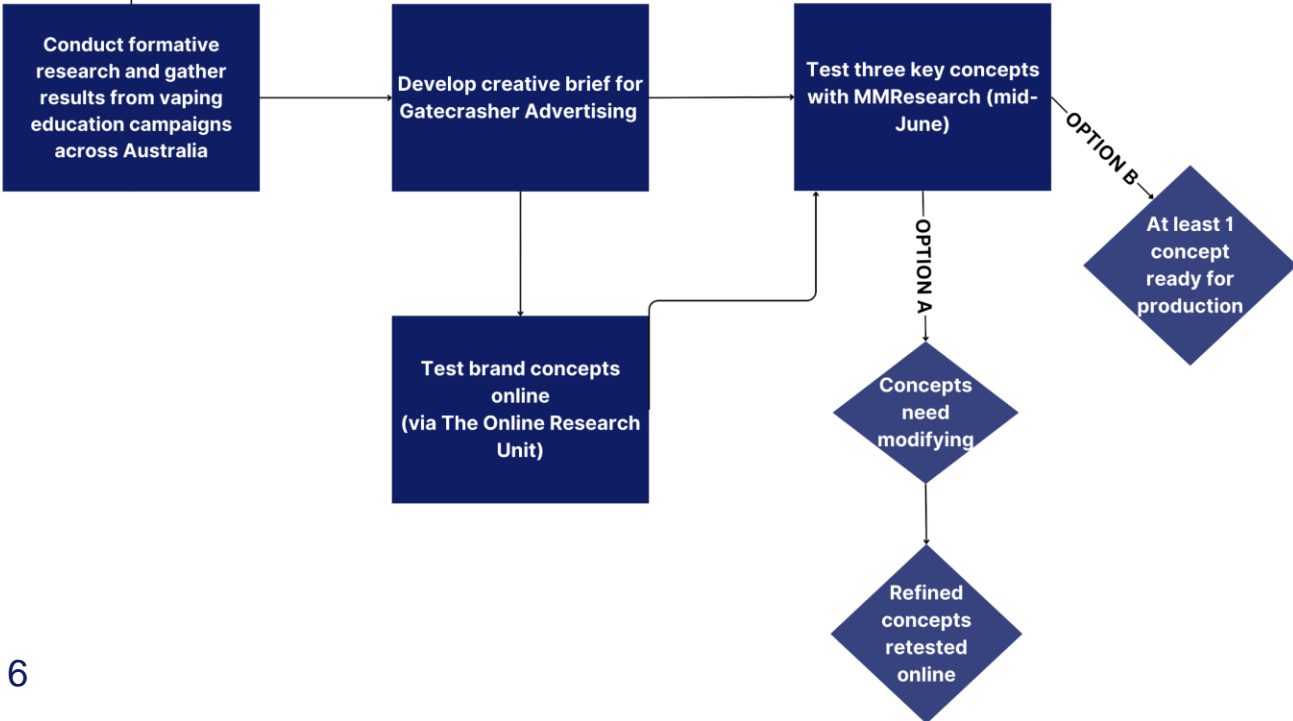 Conduct formative
research and gather
results from vaping
education campaigns
across Australia
Develop creative brief for
Gatecrasher Advertising
Test three key concepts
with MMResearch (mid-
June)
OPTION B
At least 1
concept
ready for
production
OPTION A
Test brand concepts
online
(via The Online Research
Unit)
Concepts
need
modifying
Refined
concepts
retested
online
6